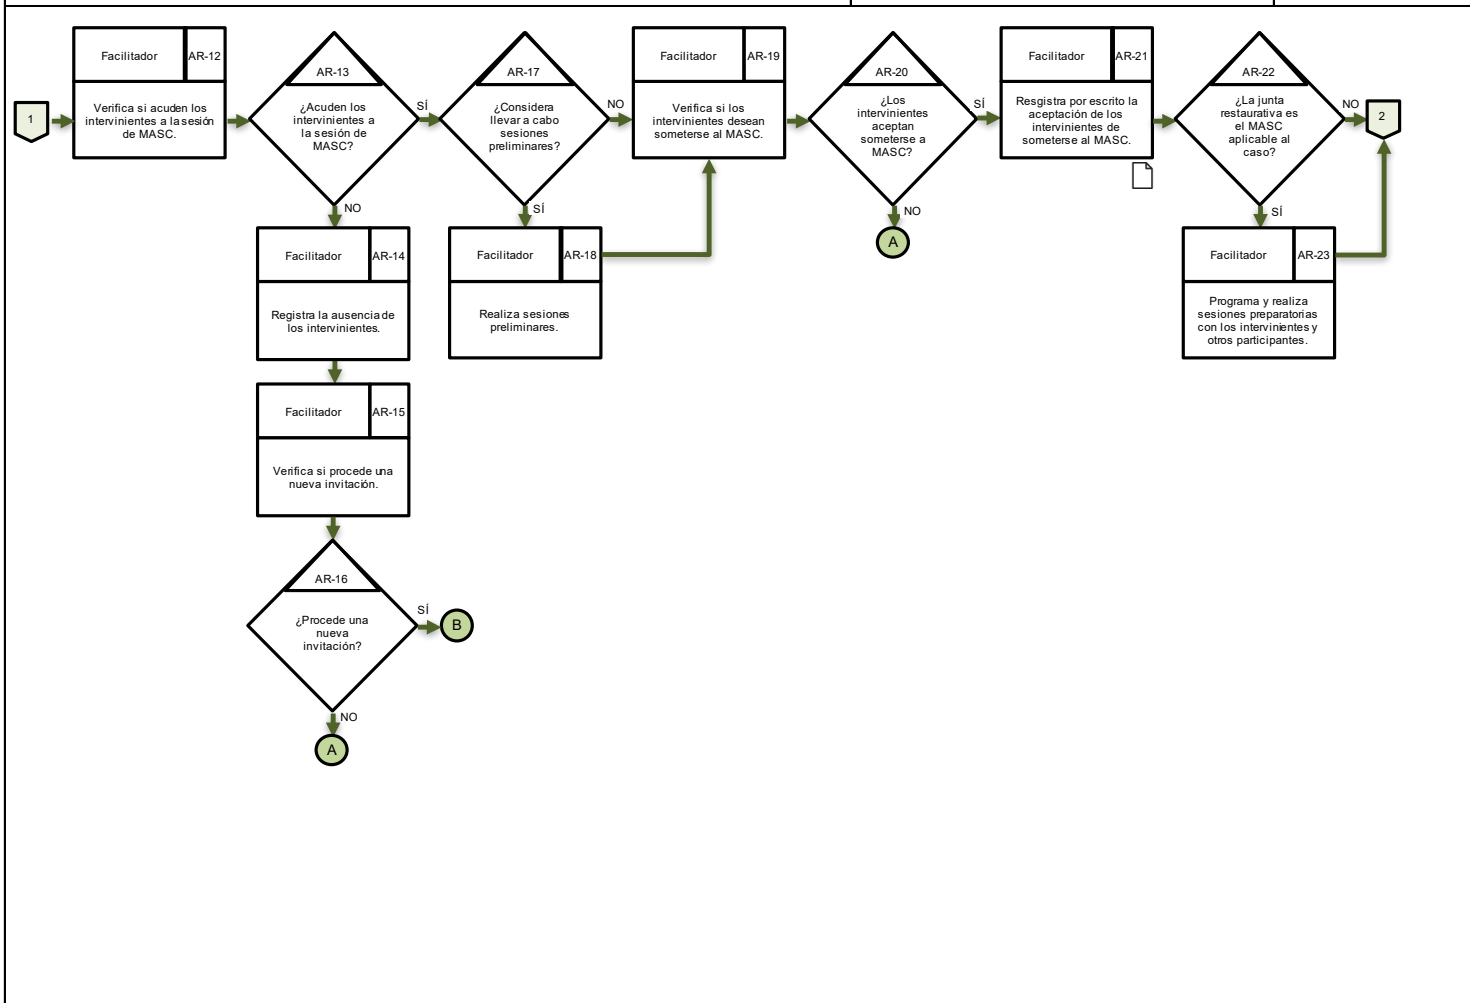 1
Facilitador
AR-12
Verifica si acuden los
intervinientes a la sesión
de MASC.
AR-13
¿Acuden los
intervinientes a
la sesión de
MASC?
SÍ
NO
AR-17
¿Considera
llevar a cabo
sesiones
preliminares?
NO
SÍ
Facilitador
AR-19
Verifica si los
intervinientes desean
someterse al MASC.
AR-20
¿Los
intervinientes
aceptan
someterse a
MASC?
SÍ
NO
A
Facilitador
AR-21
Resgistra por escrito la
aceptación de los
intervinientes de
someterse al MASC.
AR-22
¿La junta
restaurativa es
el MASC
aplicable al
caso?
NO
2
SÍ
Facilitador
AR-14
Registra la ausencia de
los intervinientes.
Facilitador
AR-18
Realiza sesiones
preliminares.
Facilitador
AR-23
Programa y realiza
sesiones preparatorias
con los intervinientes y
otros participantes.
Facilitador
AR-15
Verifica si procede una
nueva invitación.
AR-16
¿Procede una
nueva
invitación?
SÍ
B
NO
A